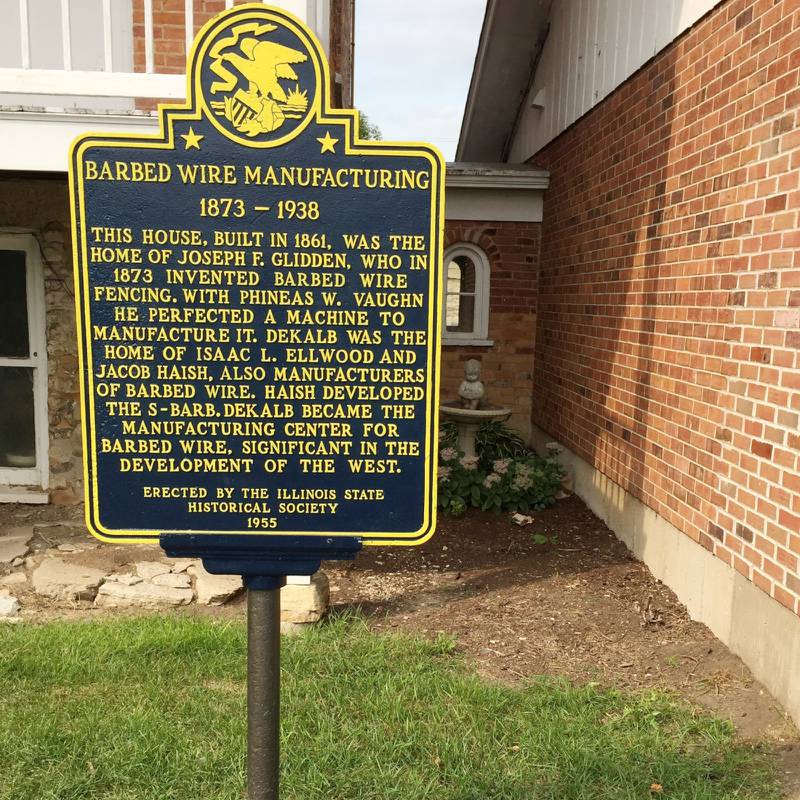 BARBED WIRE MANUFACTURING
1873 – 1938
THIS HOUSE, BUILT IN 1861, WAS THE
HOME OF JOSEPH F. GLIDDEN, WHO IN
1873 INVENTED BARBED WIRE
FENCING. WITH PHINEAS W. VAUGHN
HE PERFECTED A MACHINE TO
MANUFACTURE IT. DEKALB WAS THE
HOME OF ISAAC L. ELLWOOD AND
JACOB HAISH, ALSO MANUFACTURERS
OF BARBED WIRE. HAISH DEVELOPED
THE S-BARB. DEKALB BECAME THE
MANUFACTURING CENTER FOR
BARBED WIRE, SIGNIFICANT IN THE
DEVELOPMENT OF THE WEST.
ERECTED BY THE ILLINOIS STATE
HISTORICAL SOCIETY
1955